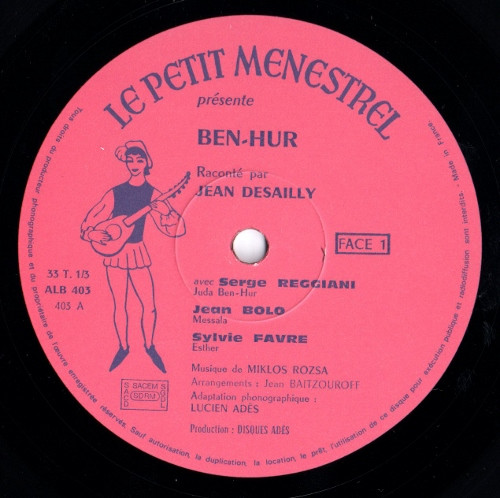 LE PETIT MENESTREL
présente
BEN-HUR
Raconté par
JEAN DESAILLY
FACE 1
33 T. 1/3
ALB 403
403 A
avec Serge REGGIANI
Juda Ben-Hur
Jean BOLO
Messala
Sylvie FAVRE
Esther
Musique de MIKLOS ROZSA
Arrangements : Jean BAITZOUROFF
Adaptation phonographique :
LUCIEN ADÈS
Production : DISQUES ADÈS
SACD
SACEM
SDRM
SGDL
Tous droits du producteur phonographique et du propriétaire de l'œuvre enregistrée réservés. Sauf autorisation, la duplication, la location, le prêt, l'utilisation de ce disque pour exécution publique et radiodiffusion sont interdits. Made in France.